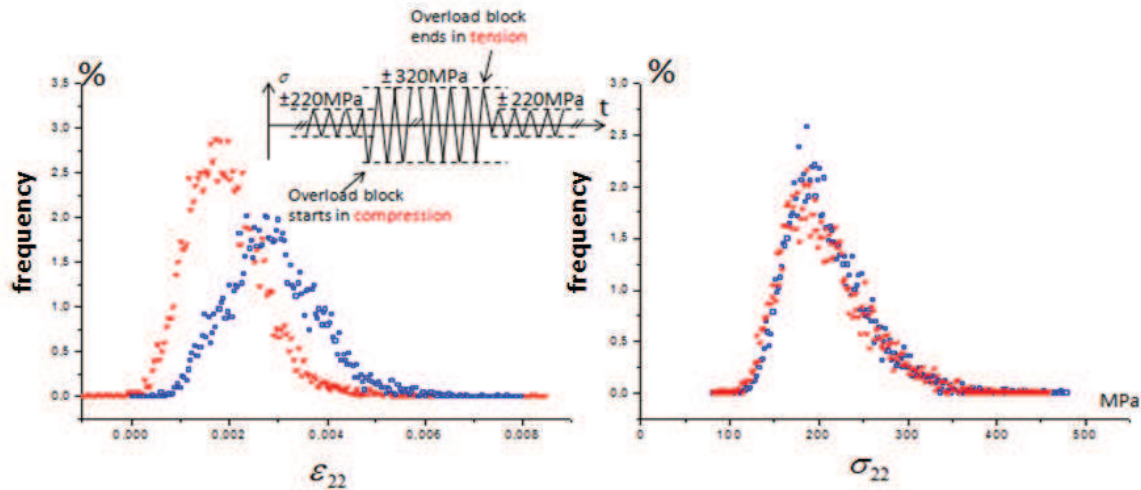 Overload block
ends in tension
%
3,5
3,0
2,5
2,0
1,5
1,0
0,5
0,0
frequency
0,000
0,002
0,004
0,006
0,008
ε22
σ
±220MPa
±320MPa
±220MPa
t
Overload block
starts in compression
%
3,0
2,5
2,0
1,5
1,0
0,5
0,0
frequency
0
100
200
300
400
500
MPa
σ22